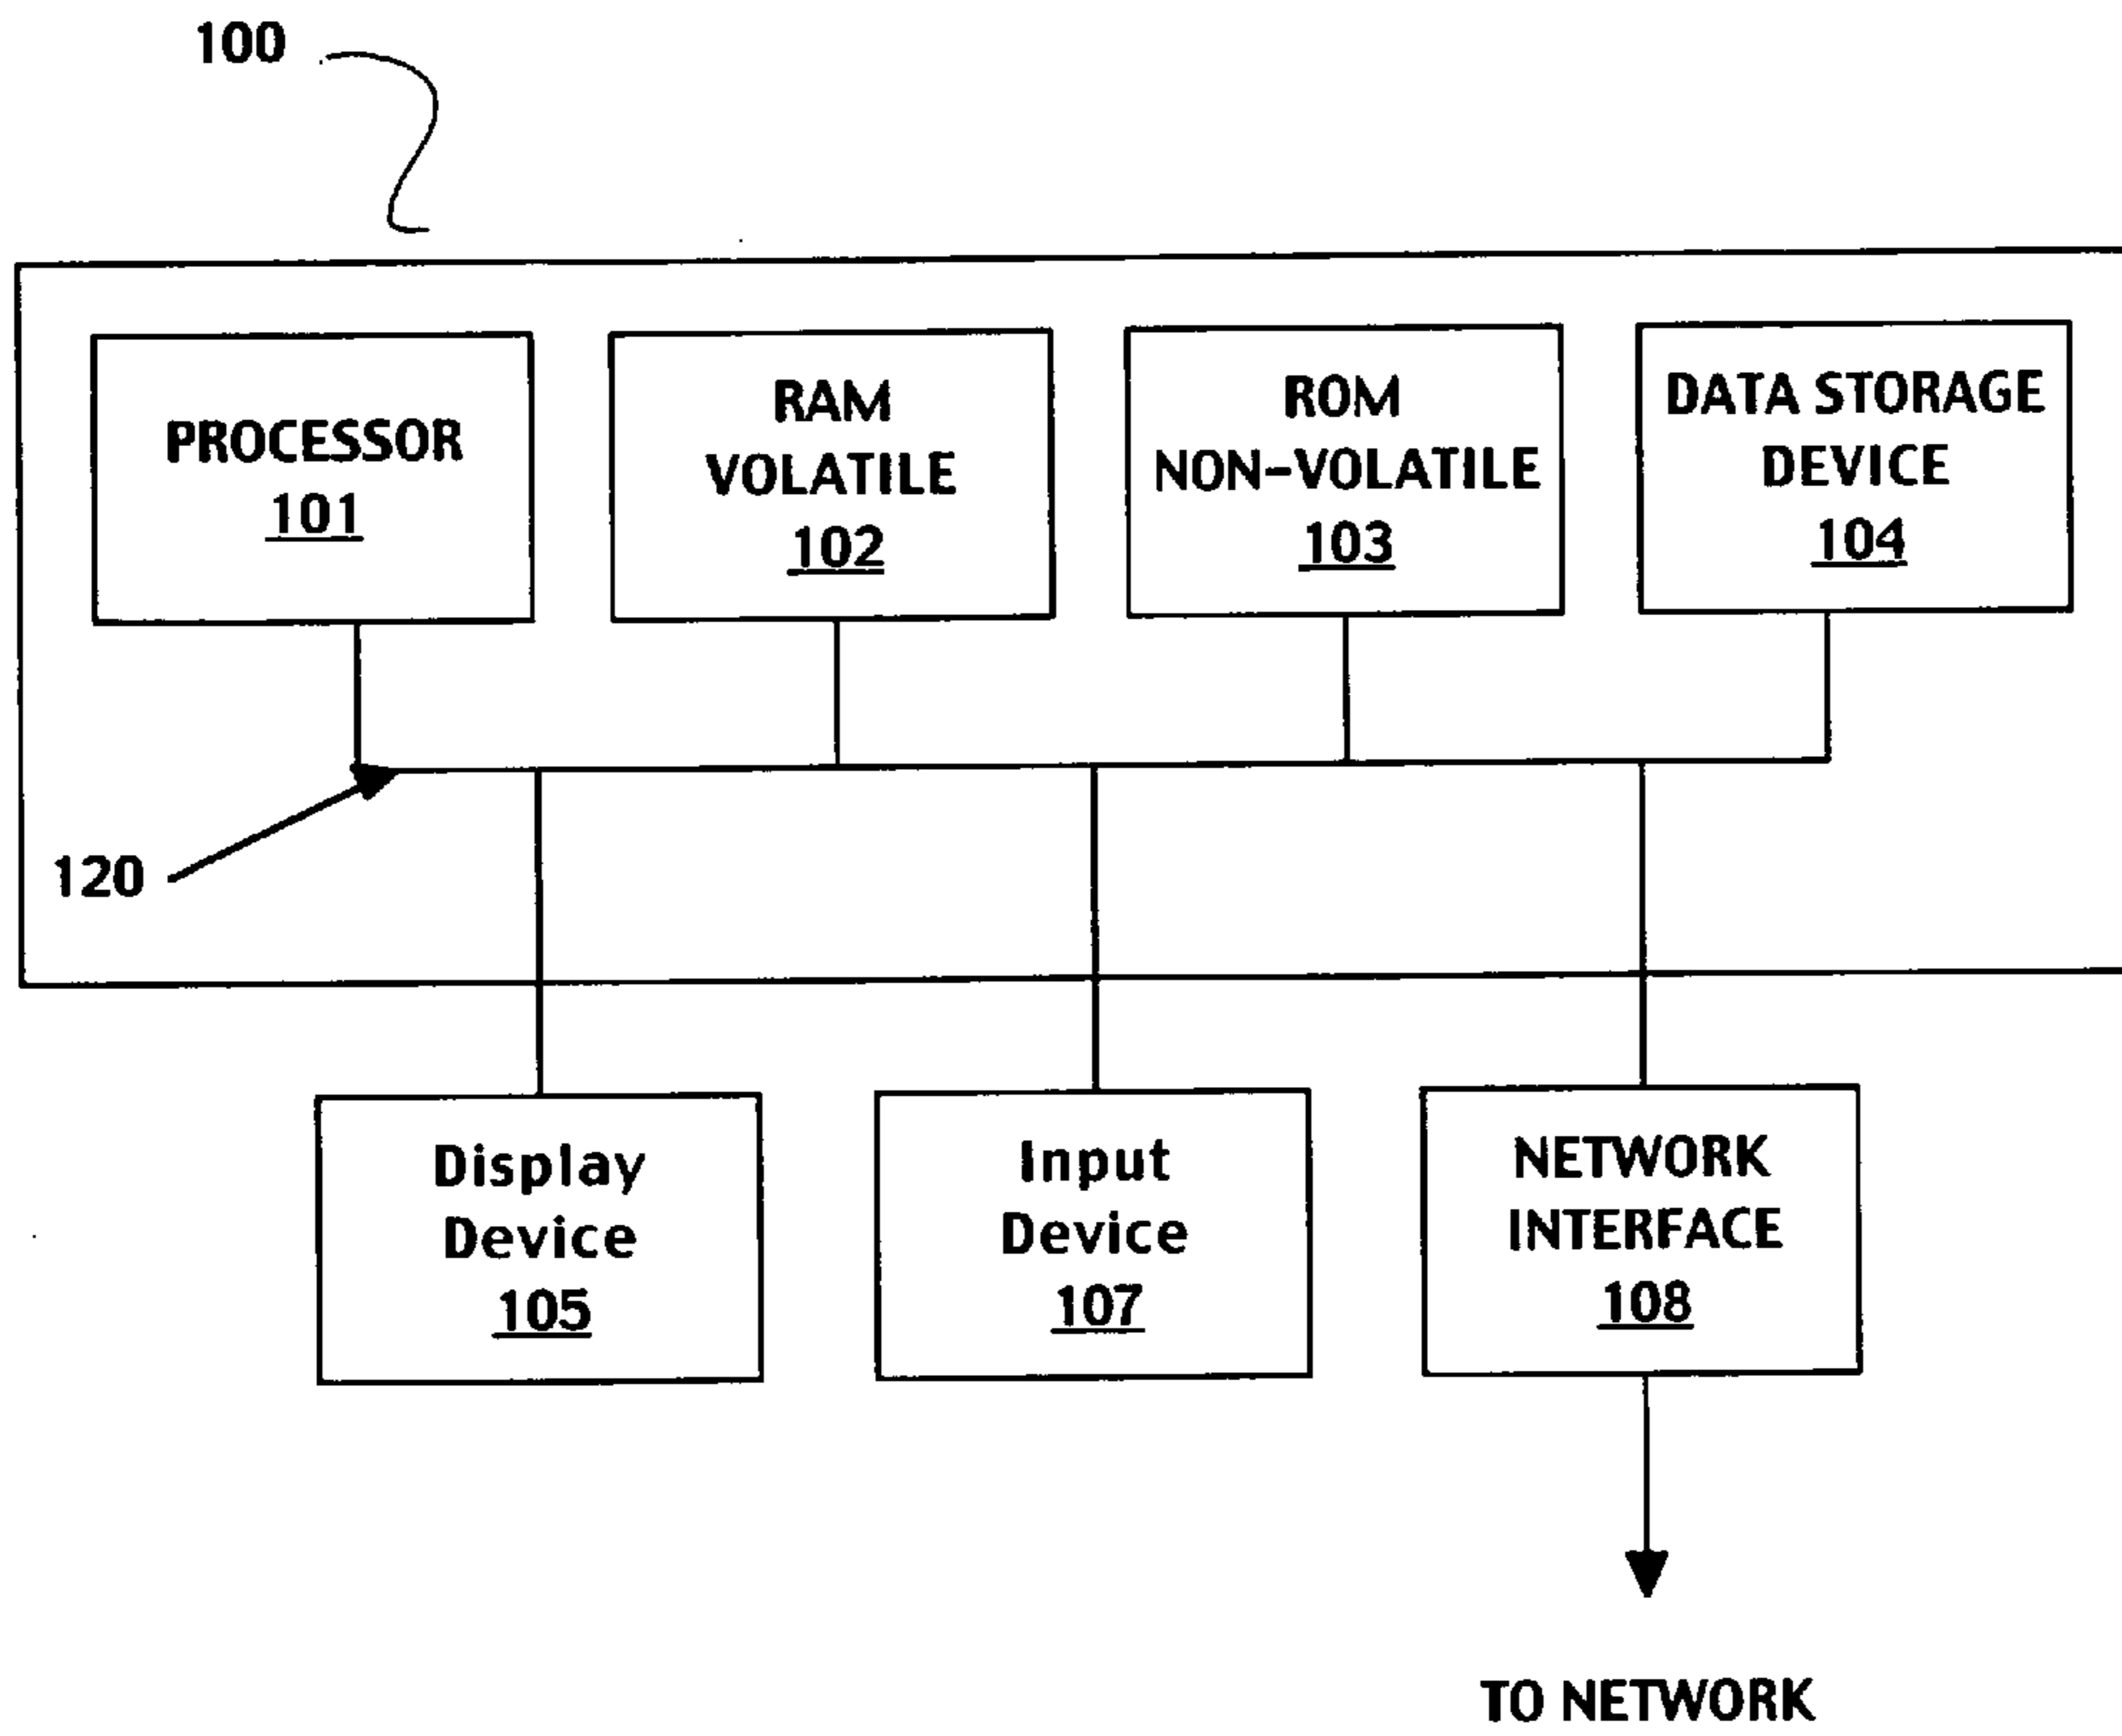 100
PROCESSOR
101
RAM
VOLATILE
102
ROM
NON-VOLATILE
103
DATA STORAGE
DEVICE
104
120
Display
Device
105
Input
Device
107
NETWORK
INTERFACE
108
TO NETWORK